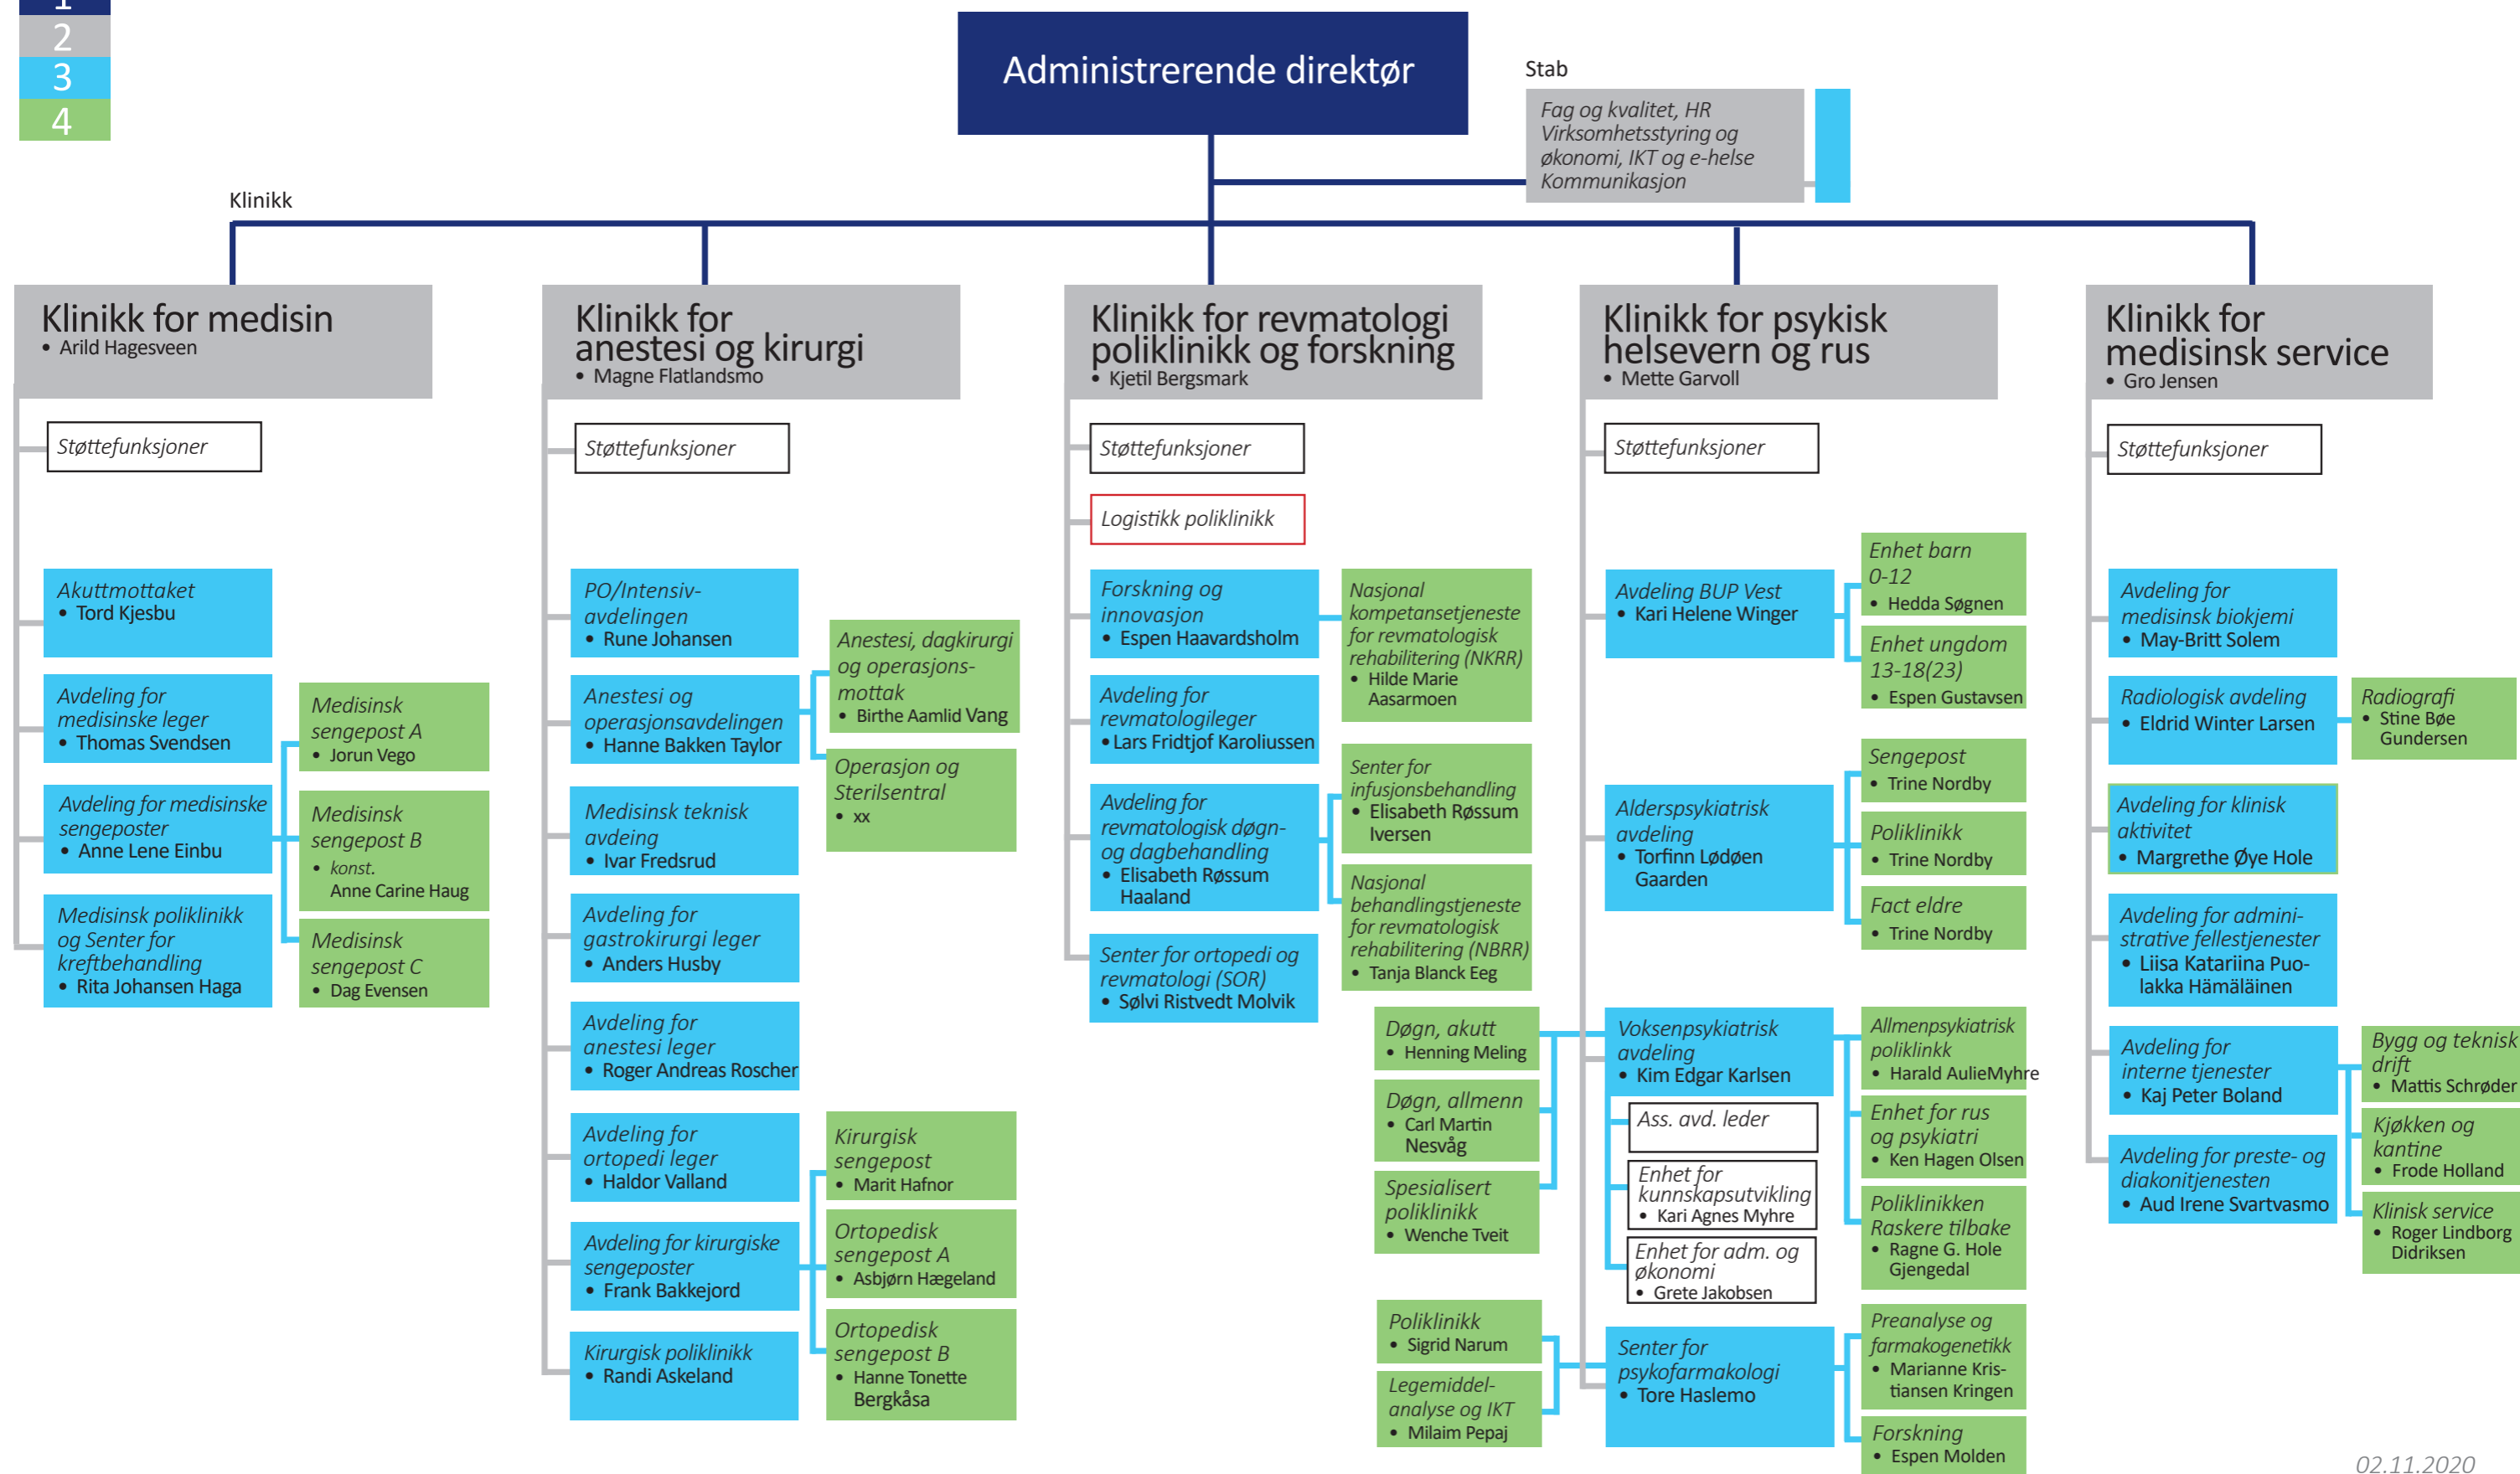 1
2
3
4
Administrerende direktør
Stab
Fag og kvalitet, HR
Virksomhetsstyring og
økonomi, IKT og e-helse
Kommunikasjon
Klinikk
Klinikk for medisin
• Arild Hagesveen
Støttefunksjoner
Akuttmottaket
• Tord Kjesbu
Avdeling for
medisinske leger
• Thomas Svendsen
Avdeling for medisinske
sengeposter
• Anne Lene Einbu
Medisinsk
sengepost A
• Jorun Vego
Medisinsk
sengepost B
• konst.
Anne Carine Haug
Medisinsk
sengepost C
• Dag Evensen
Medisinsk poliklinikk
og Senter for
kreftbehandling
• Rita Johansen Haga
Klinikk for
anestesi og kirurgi
• Magne Flatlandsmo
Støttefunksjoner
PO/Intensiv-
avdelingen
• Rune Johansen
Anestesi og
operasjonsavdelingen
• Hanne Bakken Taylor
Anestesi, dagkirurgi
og operasjons-
mottak
• Birthe Aamlid Vang
Operasjon og
Sterilsentral
• xx
Medisinsk teknisk
avdeing
• Ivar Fredsrud
Avdeling for
gastrokirurgi leger
• Anders Husby
Avdeling for
anestesi leger
• Roger Andreas Roscher
Avdeling for
ortopedi leger
• Haldor Valland
Avdeling for kirurgiske
sengeposter
• Frank Bakkejord
Kirurgisk
sengepost
• Marit Hafnor
Ortopedisk
sengepost A
• Asbjørn Hægeland
Ortopedisk
sengepost B
• Hanne Tonette
Bergkåsa
Kirurgisk poliklinikk
• Randi Askeland
Klinikk for revmatologi
poliklinikk og forskning
• Kjetil Bergsmark
Støttefunksjoner
Logistikk poliklinikk
Forskning og
innovasjon
• Espen Haavardsholm
Nasjonal
kompetansetjeneste
for revmatologisk
rehabilitering (NKRR)
• Hilde Marie
Aasarmoen
Avdeling for
revmatologileger
• Lars Fridtjof Karoliussen
Avdeling for
revmatologisk døgn-
og dagbehandling
• Elisabeth Røssum
Haaland
Senter for
infusjonsbehandling
• Elisabeth Røssum
Iversen
Nasjonal
behandlingstjeneste
for revmatologisk
rehabilitering (NBRR)
• Tanja Blanck Eeg
Senter for ortopedi og
revmatologi (SOR)
• Sølvi Ristvedt Molvik
Klinikk for psykisk
helsevern og rus
• Mette Garvoll
Støttefunksjoner
Avdeling BUP Vest
• Kari Helene Winger
Enhet barn
0-12
• Hedda Søgnen
Enhet ungdom
13-18(23)
• Espen Gustavsen
Alderspsykiatrisk
avdeling
• Torfinn Lødøen
Gaarden
Sengepost
• Trine Nordby
Poliklinikk
• Trine Nordby
Fact eldre
• Trine Nordby
Voksenpsykiatrisk
avdeling
• Kim Edgar Karlsen
Døgn, akutt
• Henning Meling
Døgn, allmenn
• Carl Martin
Nesvåg
Spesialisert
poliklinikk
• Wenche Tveit
Ass. avd. leder
Enhet for
kunnskapsutvikling
• Kari Agnes Myhre
Enhet for adm. og
økonomi
• Grete Jakobsen
Allmenpsykiatrisk
poliklinkk
• Harald AulieMyhre
Enhet for rus
og psykiatri
• Ken Hagen Olsen
Poliklinikken
Raskere tilbake
• Ragne G. Hole
Gjengedal
Senter for
psykofarmakologi
• Tore Haslemo
Poliklinikk
• Sigrid Narum
Legemiddel-
analyse og IKT
• Milaim Pepaj
Preanalyse og
farmakogenetikk
• Marianne Kris-
tiansen Kringen
Forskning
• Espen Molden
Klinikk for
medisinsk service
• Gro Jensen
Støttefunksjoner
Avdeling for
medisinsk biokjemi
• May-Britt Solem
Radiologisk avdeling
• Eldrid Winter Larsen
Radiografi
• Stine Bøe
Gundersen
Avdeling for klinisk
aktivitet
• Margrethe Øye Hole
Avdeling for admini-
strative fellestjenester
• Liisa Katariina Puo-
lakka Hämäläinen
Avdeling for
interne tjenester
• Kaj Peter Boland
Bygg og teknisk
drift
• Mattis Schrøder
Kjøkken og
kantine
• Frode Holland
Klinisk service
• Roger Lindborg
Didriksen
Avdeling for preste- og
diakonitjenesten
• Aud Irene Svartvasmo
02.11.2020